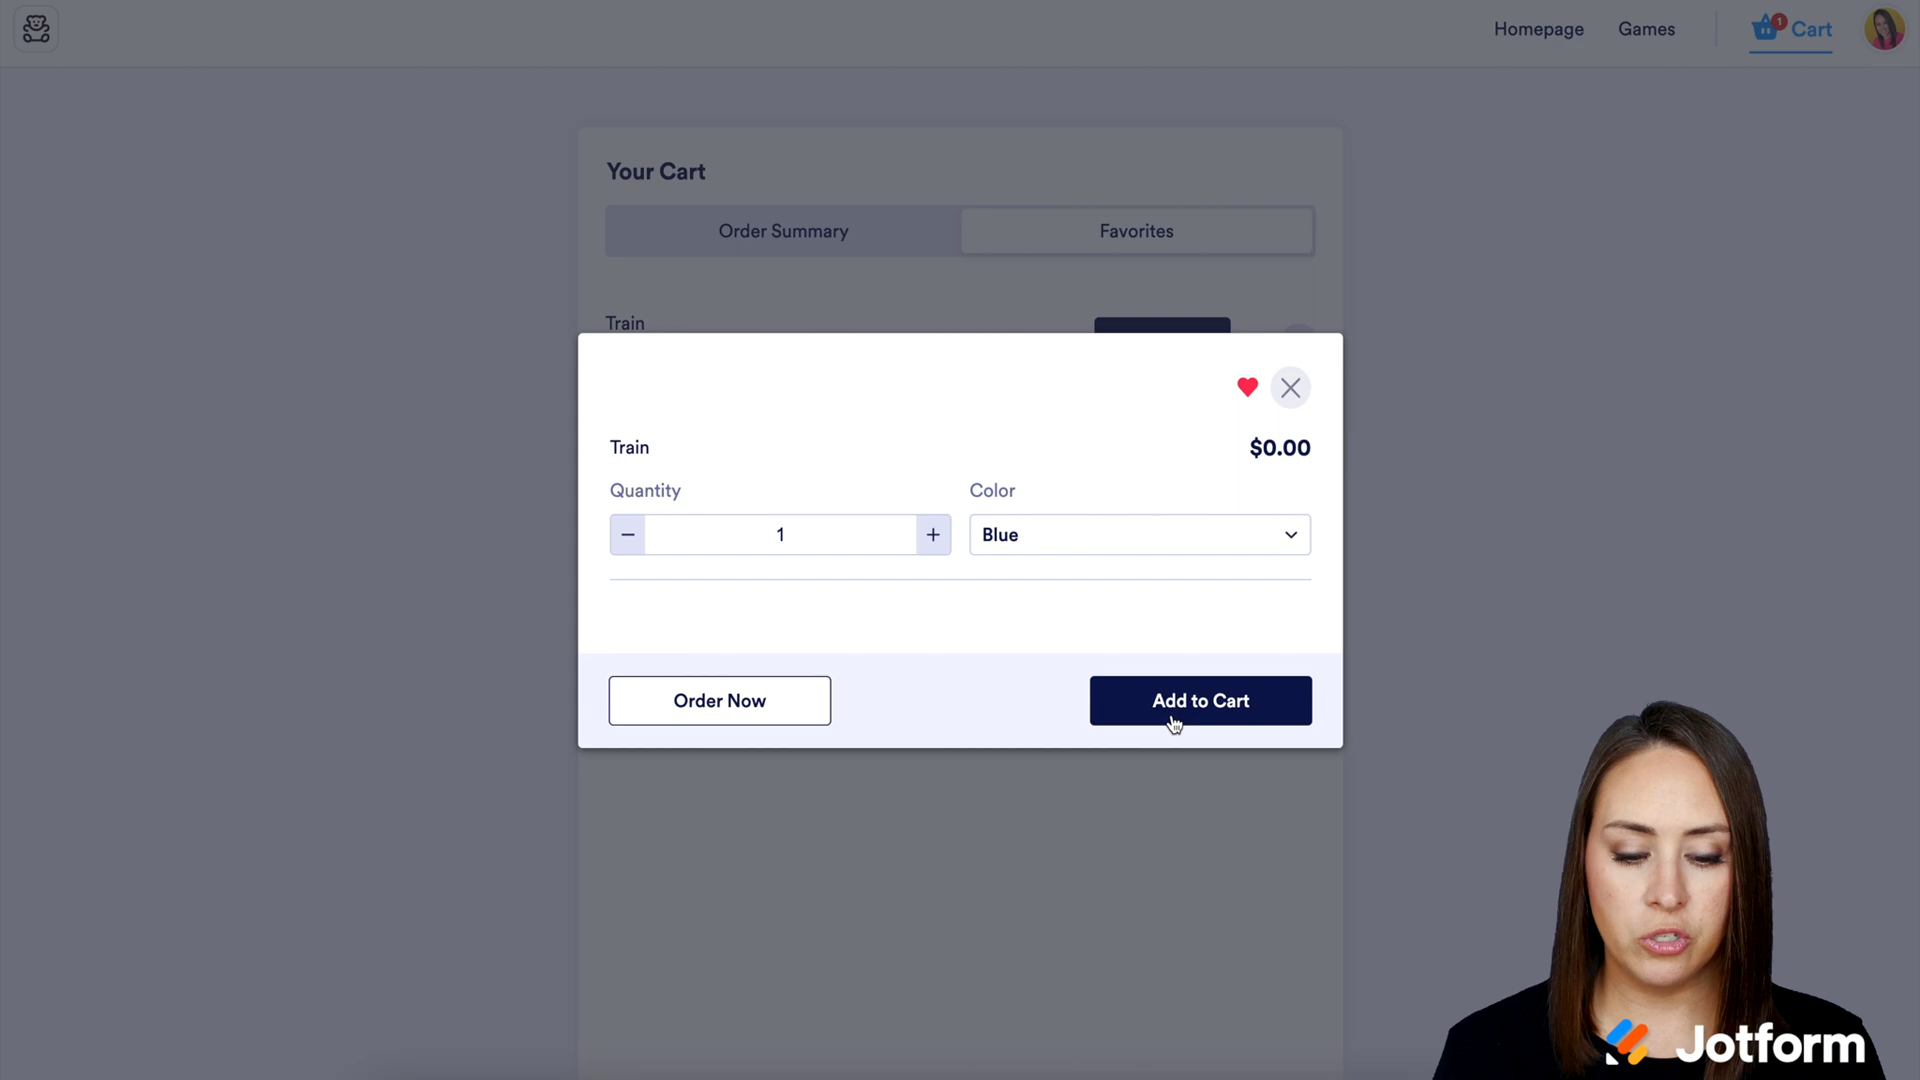 Homepage
Games
1
Cart
Your Cart
Order Summary
Favorites
Train
Train
$0.00
Quantity
Color
− 1 +
Blue
Order Now
Add to Cart
Jotform